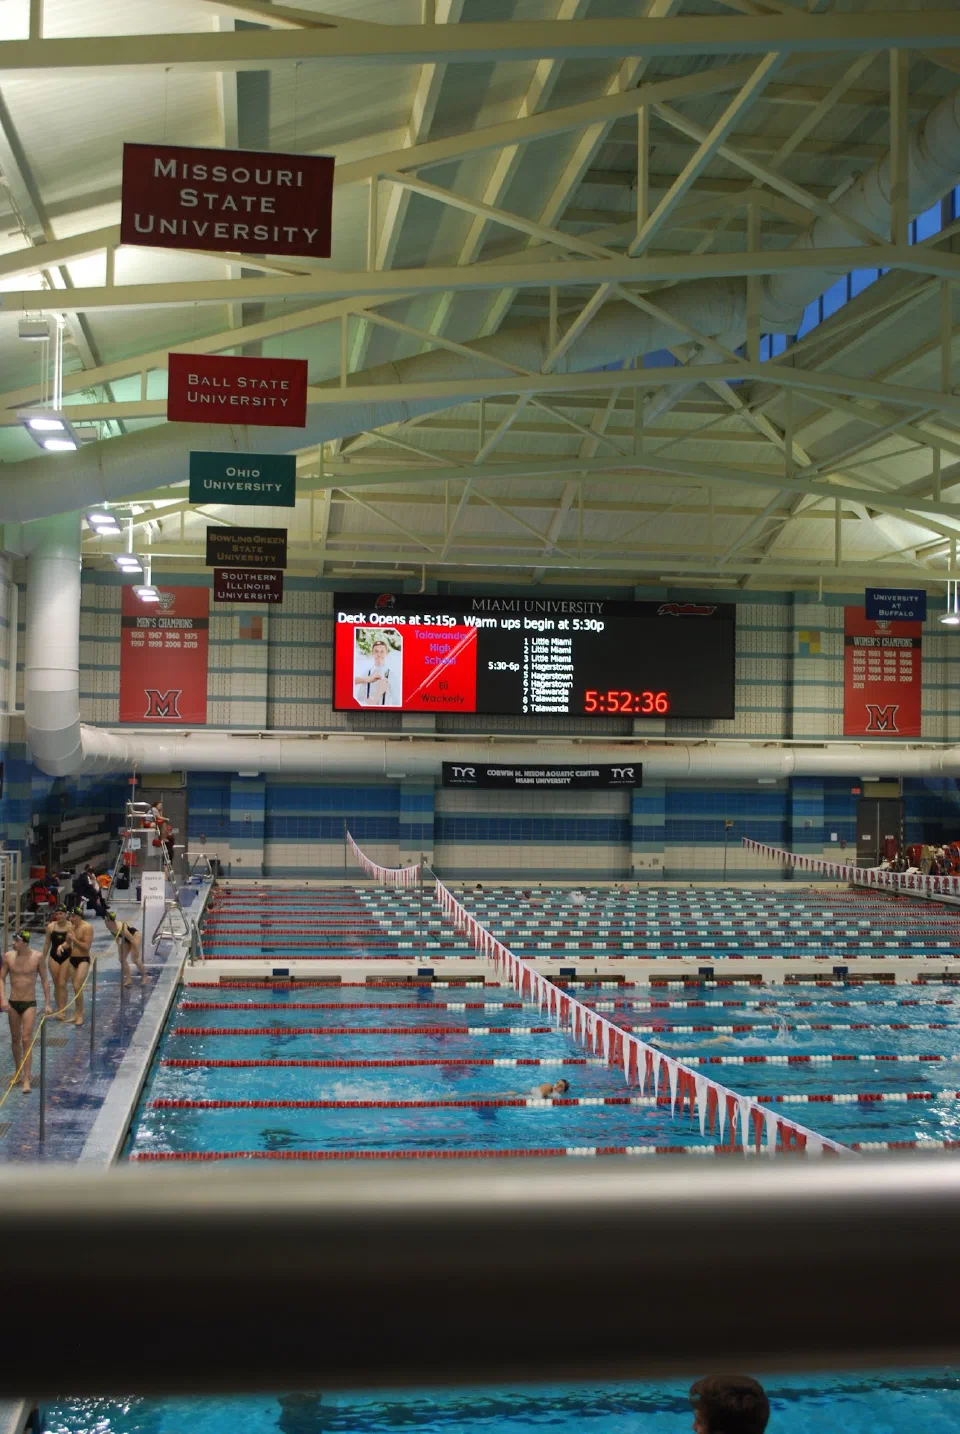 MISSOURI
STATE
UNIVERSITY
BALL STATE
UNIVERSITY
OHIO
UNIVERSITY
BOWLING GREEN
STATE
UNIVERSITY
SOUTHERN
ILLINOIS
UNIVERSITY
UNIVERSITY
AT
BUFFALO
MIAMI UNIVERSITY
Deck Opens at 5:15p Warm ups begin at 5:30p
Talawanda
High
School
Wackerly
5:30-6p
1 Little Miami
2 Little Miami
3 Little Miami
4 Hagerstown
5 Hagerstown
6 Hagerstown
7 Talawanda
8 Talawanda
9 Talawanda
5:52:36
MEN'S CHAMPIONS
M
WOMEN'S CHAMPIONS
M
TYR
CORWIN M. NIXON AQUATIC CENTER
MIAMI UNIVERSITY
TYR